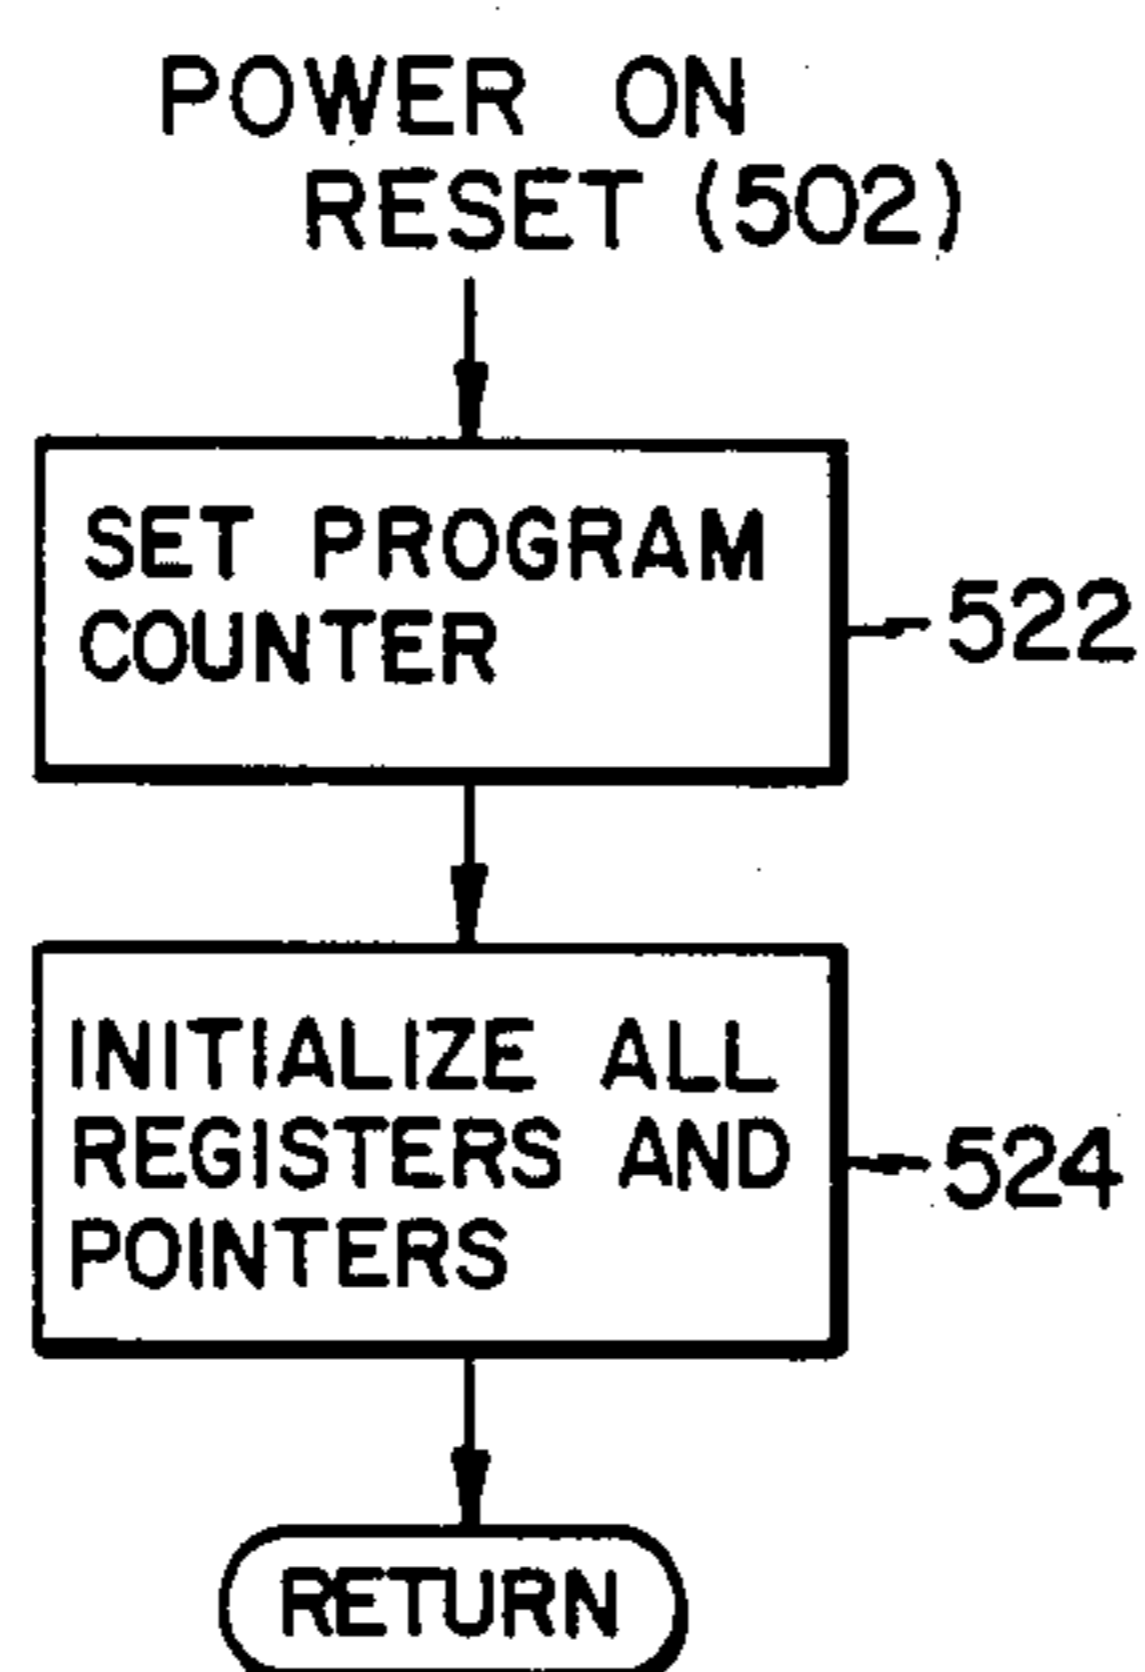 POWER ON
RESET (502)
SET PROGRAM
COUNTER
522
INITIALIZE ALL
REGISTERS AND
POINTERS
524
RETURN